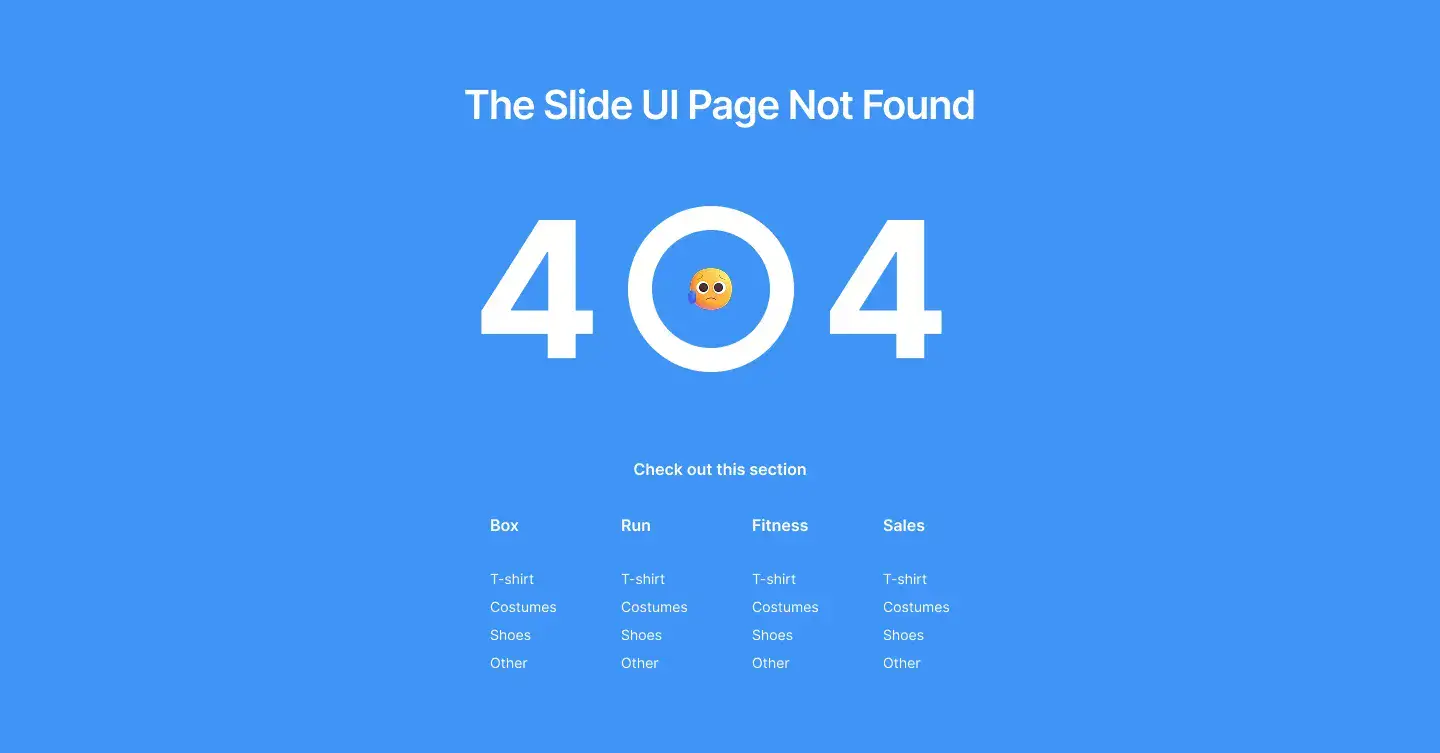 The Slide UI Page Not Found
404
Check out this section
Box Run Fitness Sales
T-shirt T-shirt T-shirt T-shirt
Costumes Costumes Costumes Costumes
Shoes Shoes Shoes Shoes
Other Other Other Other